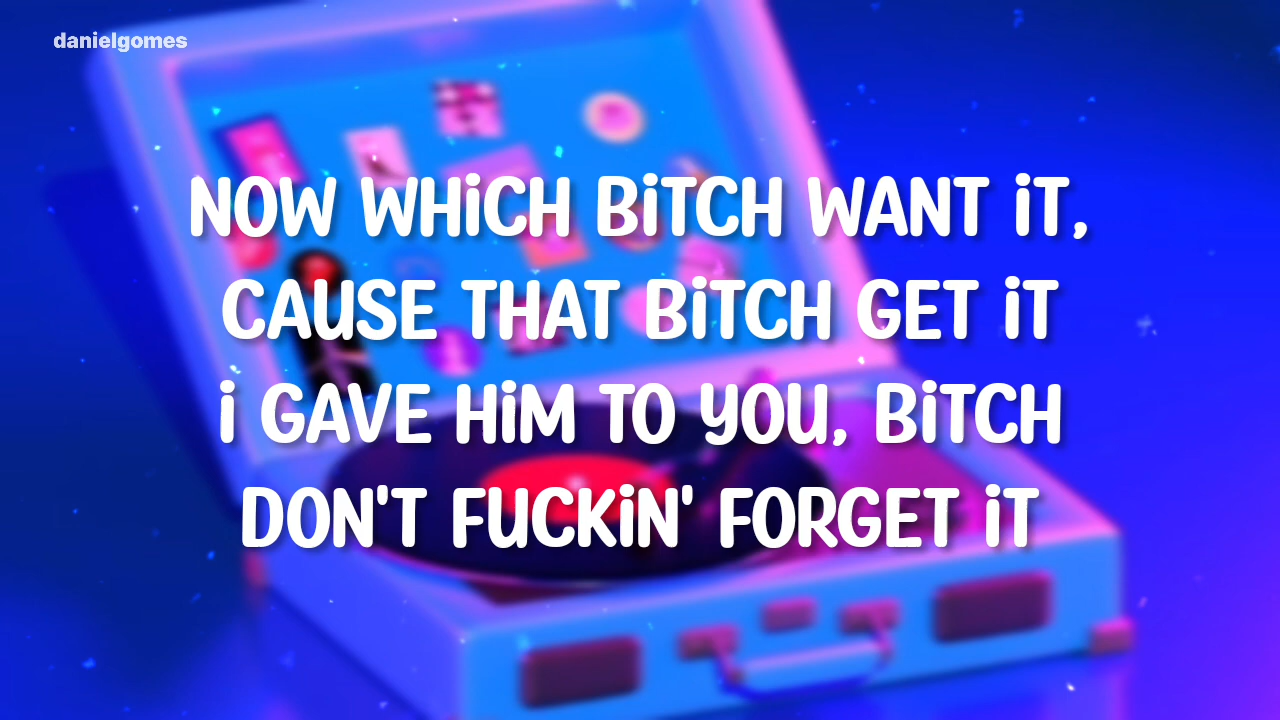 danielgomes
NOW WHiCH BiTCH WANT iT,
CAUSE THAT BiTCH GET iT
i GAVE HiM TO YOU, BiTCH
DON'T FUCKiN' FORGET iT